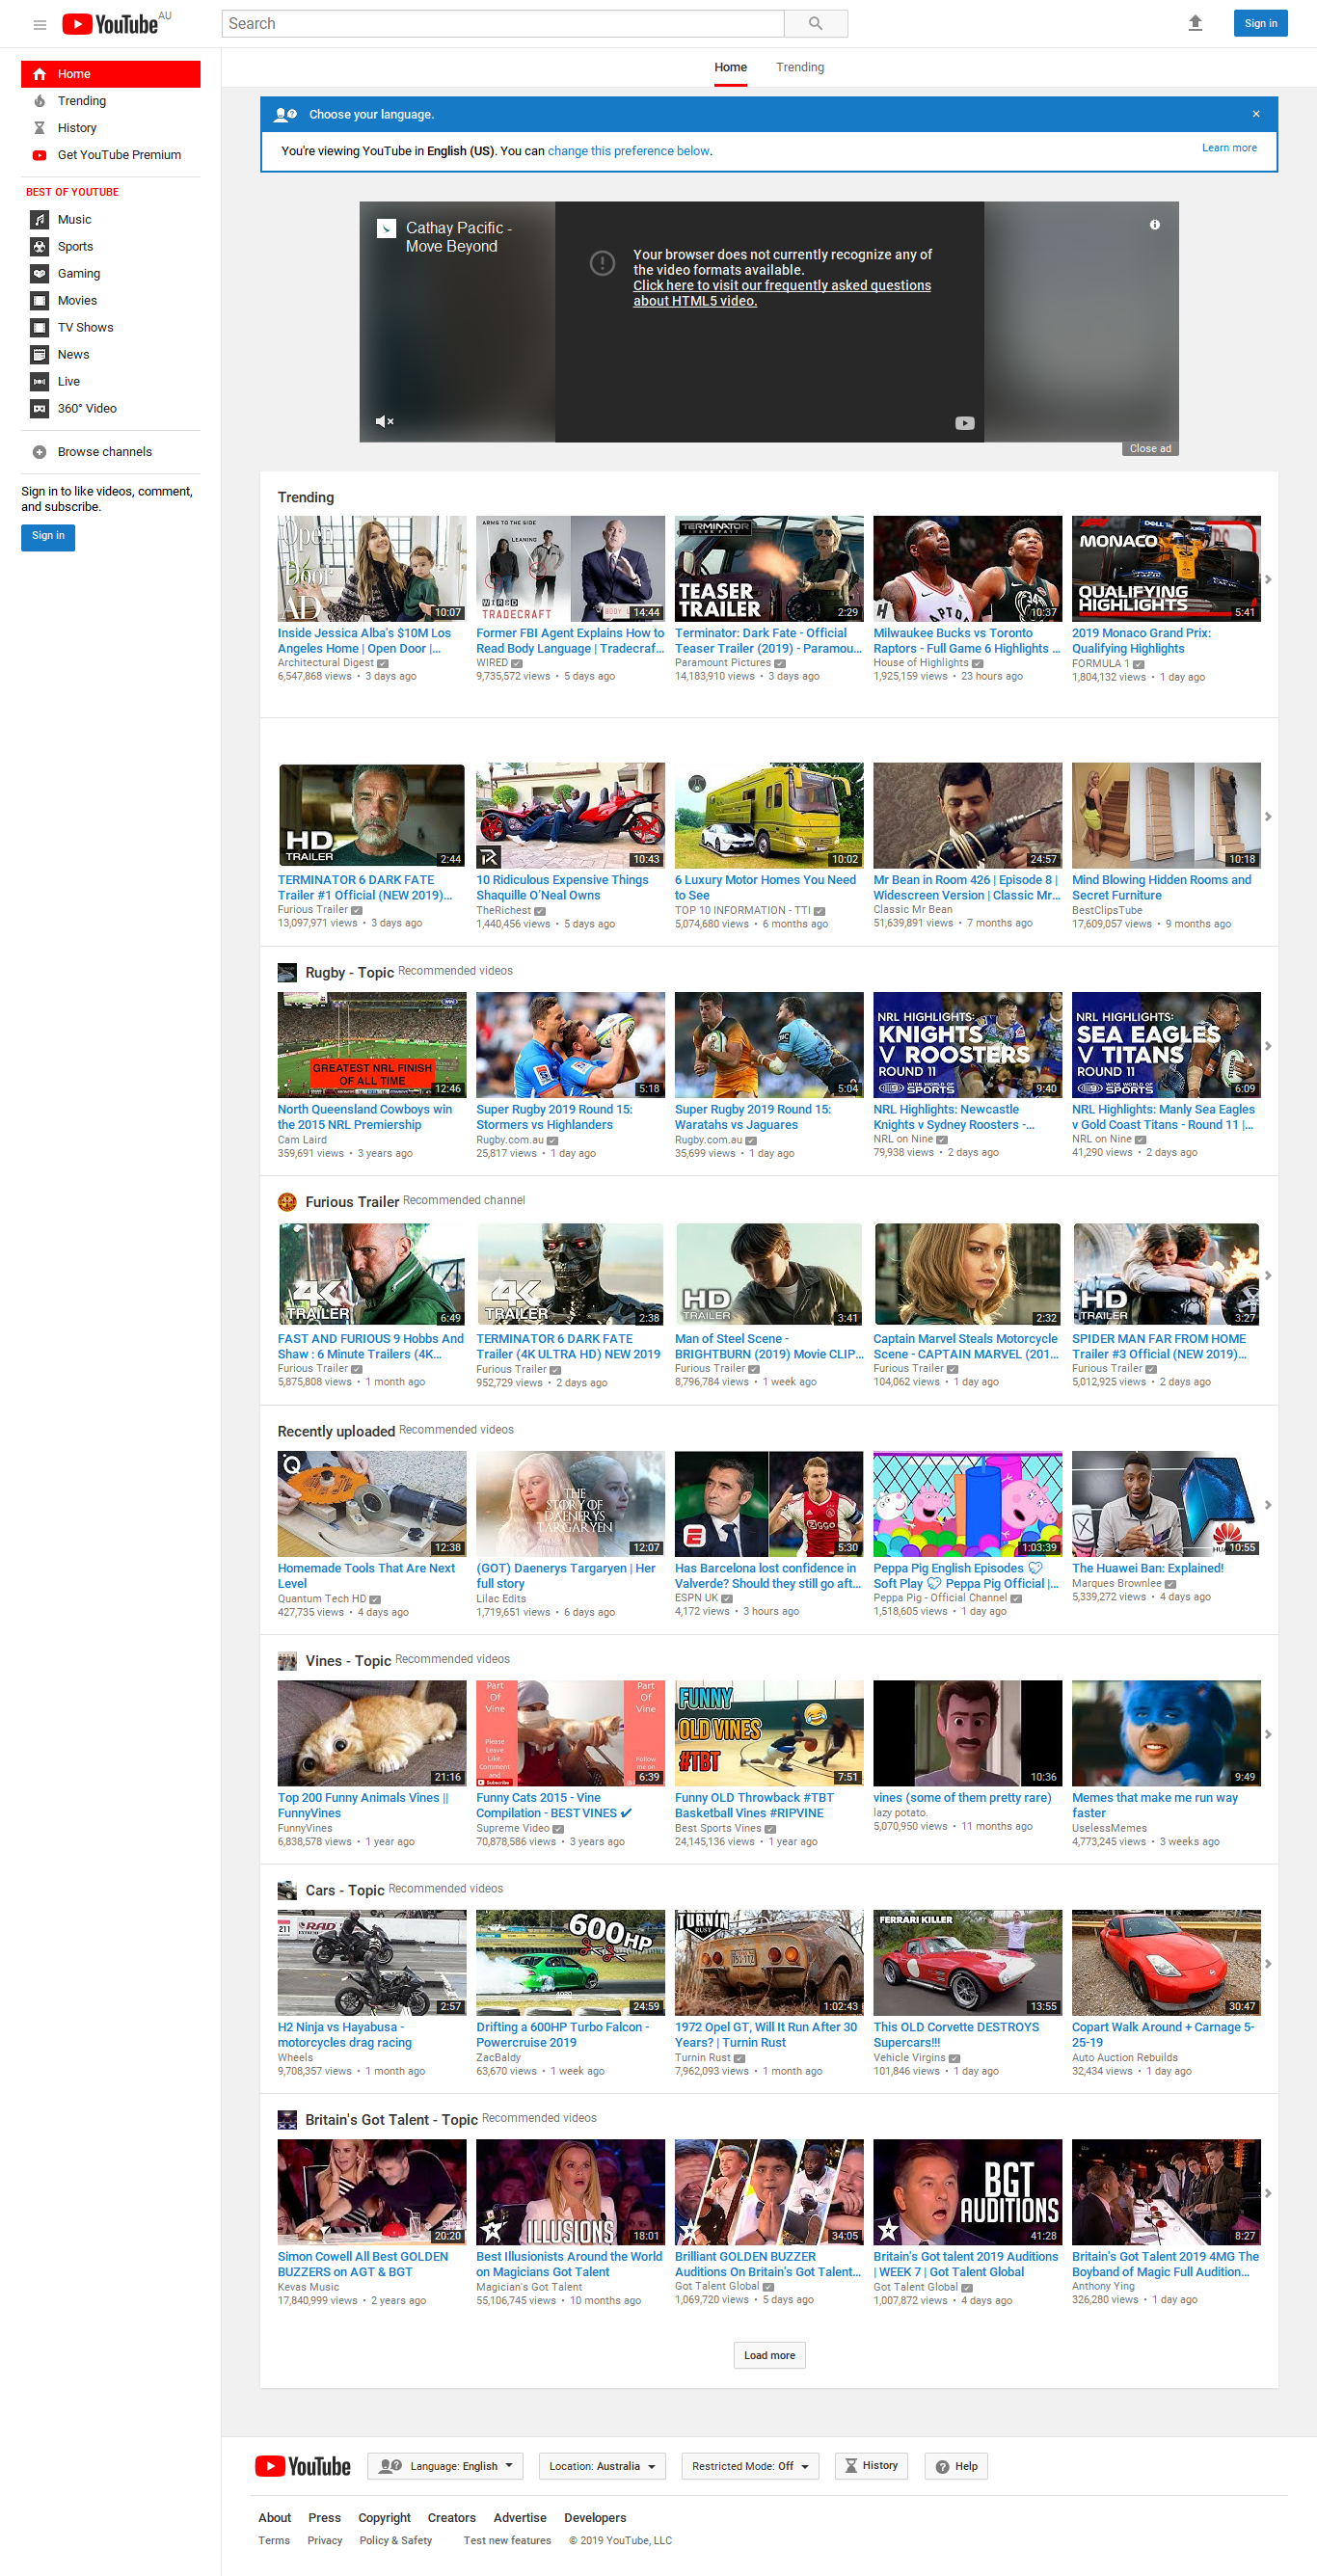 YouTube AU
Search
Sign in
Home
Trending
History
Get YouTube Premium
BEST OF YOUTUBE
Music
Sports
Gaming
Movies
TV Shows
News
Live
360° Video
Browse channels
Sign in to like videos, comment,
and subscribe.
Sign in
Home Trending
Choose your language. ×
You're viewing YouTube in English (US). You can change this preference below.
Learn more
Cathay Pacific -
Move Beyond
Your browser does not currently recognize any of
the video formats available.
Click here to visit our frequently asked questions
about HTML5 video.
Close ad
Trending
Open
Door
AD
10:07
Inside Jessica Alba's $10M Los
Angeles Home | Open Door |...
Architectural Digest
6,547,868 views • 3 days ago
ARMS TO THE SIDE
LEANING
WIRED
TRADECRAFT
14:44
Former FBI Agent Explains How to
Read Body Language | Tradecraf...
WIRED
9,735,572 views • 5 days ago
TERMINATOR
DARK FATE
TEASER
TRAILER
2:29
Terminator: Dark Fate - Official
Teaser Trailer (2019) - Paramou...
Paramount Pictures
14,183,910 views • 3 days ago
10:37
Milwaukee Bucks vs Toronto
Raptors - Full Game 6 Highlights ...
House of Highlights
1,925,159 views • 23 hours ago
MONACO
QUALIFYING
HIGHLIGHTS
5:41
2019 Monaco Grand Prix:
Qualifying Highlights
FORMULA 1
1,804,132 views • 1 day ago
HD
TRAILER
2:44
TERMINATOR 6 DARK FATE
Trailer #1 Official (NEW 2019)...
Furious Trailer
13,097,971 views • 3 days ago
10:43
10 Ridiculous Expensive Things
Shaquille O'Neal Owns
TheRichest
1,440,456 views • 5 days ago
10:02
6 Luxury Motor Homes You Need
to See
TOP 10 INFORMATION - TTI
5,074,680 views • 6 months ago
24:57
Mr Bean in Room 426 | Episode 8 |
Widescreen Version | Classic Mr...
Classic Mr Bean
51,639,891 views • 7 months ago
10:18
Mind Blowing Hidden Rooms and
Secret Furniture
BestClipsTube
17,609,057 views • 9 months ago
Rugby - Topic Recommended videos
GREATEST NRL FINISH
OF ALL TIME
12:46
North Queensland Cowboys win
the 2015 NRL Premiership
Cam Laird
359,691 views • 3 years ago
5:18
Super Rugby 2019 Round 15:
Stormers vs Highlanders
Rugby.com.au
25,817 views • 1 day ago
5:04
Super Rugby 2019 Round 15:
Waratahs vs Jaguares
Rugby.com.au
35,699 views • 1 day ago
NRL HIGHLIGHTS:
KNIGHTS
V ROOSTERS
ROUND 11
WIDE WORLD OF
SPORTS
9:40
NRL Highlights: Newcastle
Knights v Sydney Roosters -...
NRL on Nine
79,938 views • 2 days ago
NRL HIGHLIGHTS:
SEA EAGLES
V TITANS
ROUND 11
WIDE WORLD OF
SPORTS
6:09
NRL Highlights: Manly Sea Eagles
v Gold Coast Titans - Round 11 |...
NRL on Nine
41,290 views • 2 days ago
Furious Trailer Recommended channel
4K
TRAILER
6:49
FAST AND FURIOUS 9 Hobbs And
Shaw : 6 Minute Trailers (4K...
Furious Trailer
5,875,808 views • 1 month ago
4K
TRAILER
2:38
TERMINATOR 6 DARK FATE
Trailer (4K ULTRA HD) NEW 2019
Furious Trailer
952,729 views • 2 days ago
HD
TRAILER
3:41
Man of Steel Scene -
BRIGHTBURN (2019) Movie CLIP...
Furious Trailer
8,796,784 views • 1 week ago
2:32
Captain Marvel Steals Motorcycle
Scene - CAPTAIN MARVEL (201...
Furious Trailer
104,062 views • 1 day ago
HD
TRAILER
3:27
SPIDER MAN FAR FROM HOME
Trailer #3 Official (NEW 2019)...
Furious Trailer
5,012,925 views • 2 days ago
Recently uploaded Recommended videos
Q
12:38
Homemade Tools That Are Next
Level
Quantum Tech HD
427,735 views • 4 days ago
THE
STORY OF
DAENERYS
TARGARYEN
12:07
(GOT) Daenerys Targaryen | Her
full story
Lilac Edits
1,719,651 views • 6 days ago
5:30
Has Barcelona lost confidence in
Valverde? Should they still go aft...
ESPN UK
4,172 views • 3 hours ago
1:03:39
Peppa Pig English Episodes
Soft Play Peppa Pig Official |...
Peppa Pig - Official Channel
1,518,605 views • 1 day ago
10:55
The Huawei Ban: Explained!
Marques Brownlee
5,339,272 views • 4 days ago
Vines - Topic Recommended videos
21:16
Top 200 Funny Animals Vines ||
FunnyVines
FunnyVines
6,838,578 views • 1 year ago
Part
Of
Vine
Please
Leave
Like,
Comment
and
Subscribe
Part
Of
Vine
Follow
me on
6:39
Funny Cats 2015 - Vine
Compilation - BEST VINES ✔
Supreme Video
70,878,586 views • 3 years ago
FUNNY
OLD VINES
#TBT
7:51
Funny OLD Throwback #TBT
Basketball Vines #RIPVINE
Best Sports Vines
24,145,136 views • 1 year ago
10:36
vines (some of them pretty rare)
lazy potato.
5,070,950 views • 11 months ago
9:49
Memes that make me run way
faster
UselessMemes
4,773,245 views • 3 weeks ago
Cars - Topic Recommended videos
211
RAD
2:57
H2 Ninja vs Hayabusa -
motorcycles drag racing
Wheels
9,708,357 views • 1 month ago
600HP
24:59
Drifting a 600HP Turbo Falcon -
Powercruise 2019
ZacBaldy
63,670 views • 1 week ago
TURNIN
RUST
1:02:43
1972 Opel GT, Will It Run After 30
Years? | Turnin Rust
Turnin Rust
7,962,093 views • 1 month ago
FERRARI KILLER
13:55
This OLD Corvette DESTROYS
Supercars!!!
Vehicle Virgins
101,846 views • 1 day ago
30:47
Copart Walk Around + Carnage 5-
25-19
Auto Auction Rebuilds
32,434 views • 1 day ago
Britain's Got Talent - Topic Recommended videos
20:20
Simon Cowell All Best GOLDEN
BUZZERS on AGT & BGT
Kevas Music
17,840,999 views • 2 years ago
ILLUSIONS
18:01
Best Illusionists Around the World
on Magicians Got Talent
Magician's Got Talent
55,106,745 views • 10 months ago
34:05
Brilliant GOLDEN BUZZER
Auditions On Britain's Got Talent...
Got Talent Global
1,069,720 views • 5 days ago
BGT
AUDITIONS
41:28
Britain's Got talent 2019 Auditions
| WEEK 7 | Got Talent Global
Got Talent Global
1,007,872 views • 4 days ago
8:27
Britain's Got Talent 2019 4MG The
Boyband of Magic Full Audition...
Anthony Ying
326,280 views • 1 day ago
Load more
YouTube
Language: English
Location: Australia
Restricted Mode: Off
History
Help
About Press Copyright Creators Advertise Developers
Terms Privacy Policy & Safety Test new features © 2019 YouTube, LLC